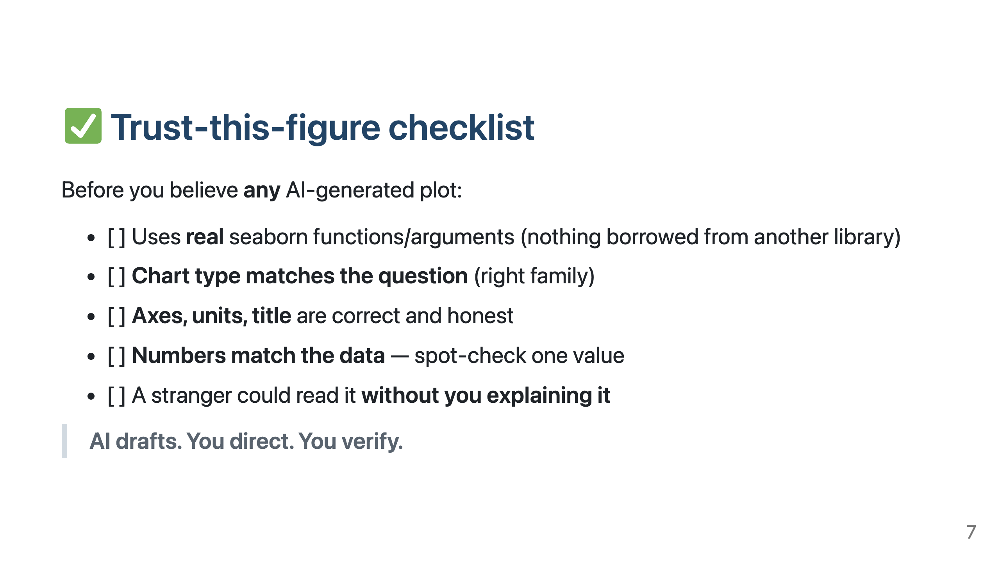 ✅ Trust-this-figure checklist
Before you believe any AI-generated plot:
• [ ] Uses real seaborn functions/arguments (nothing borrowed from another library)
• [ ] Chart type matches the question (right family)
• [ ] Axes, units, title are correct and honest
• [ ] Numbers match the data — spot-check one value
• [ ] A stranger could read it without you explaining it
AI drafts. You direct. You verify.
7